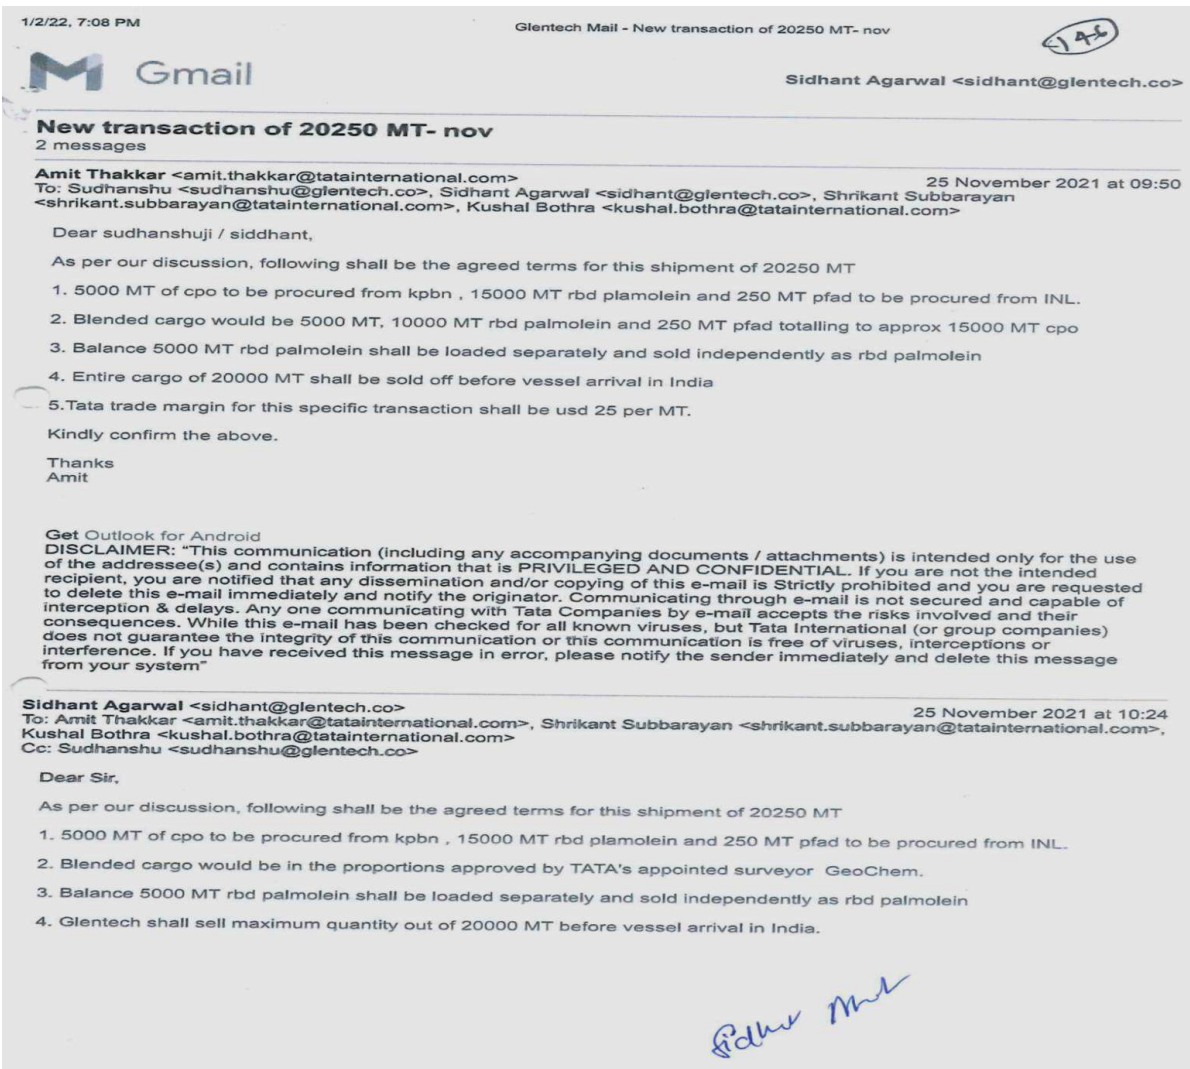 1/2/22, 7:08 PM
Glentech Mail - New transaction of 20250 MT- nov
Gmail
Sidhant Agarwal <sidhant@glentech.co>
New transaction of 20250 MT- nov
2 messages
Amit Thakkar <amit.thakkar@tatainternational.com>
25 November 2021 at 09:50
To: Sudhanshu <sudhanshu@glentech.co>, Sidhant Agarwal <sidhant@glentech.co>, Shrikant Subbarayan
<shrikant.subbarayan@tatainternational.com>, Kushal Bothra <kushal.bothra@tatainternational.com>
Dear sudhanshuji / siddhant,
As per our discussion, following shall be the agreed terms for this shipment of 20250 MT
1. 5000 MT of cpo to be procured from kpbn , 15000 MT rbd plamolein and 250 MT pfad to be procured from INL.
2. Blended cargo would be 5000 MT, 10000 MT rbd palmolein and 250 MT pfad totalling to approx 15000 MT cpo
3. Balance 5000 MT rbd palmolein shall be loaded separately and sold independently as rbd palmolein
4. Entire cargo of 20000 MT shall be sold off before vessel arrival in India
5.Tata trade margin for this specific transaction shall be usd 25 per MT.
Kindly confirm the above.
Thanks
Amit
Get Outlook for Android
DISCLAIMER: "This communication (including any accompanying documents / attachments) is intended only for the use
of the addressee(s) and contains information that is PRIVILEGED AND CONFIDENTIAL. If you are not the intended
recipient, you are notified that any dissemination and/or copying of this e-mail is Strictly prohibited and you are requested
to delete this e-mail immediately and notify the originator. Communicating through e-mail is not secured and capable of
interception & delays. Any one communicating with Tata Companies by e-mail accepts the risks involved and their
consequences. While this e-mail has been checked for all known viruses, but Tata International (or group companies)
does not guarantee the integrity of this communication or this communication is free of viruses, interceptions or
interference. If you have received this message in error, please notify the sender immediately and delete this message
from your system"
Sidhant Agarwal <sidhant@glentech.co>
25 November 2021 at 10:24
To: Amit Thakkar <amit.thakkar@tatainternational.com>, Shrikant Subbarayan <shrikant.subbarayan@tatainternational.com>,
Kushal Bothra <kushal.bothra@tatainternational.com>
Cc: Sudhanshu <sudhanshu@glentech.co>
Dear Sir,
As per our discussion, following shall be the agreed terms for this shipment of 20250 MT
1. 5000 MT of cpo to be procured from kpbn , 15000 MT rbd plamolein and 250 MT pfad to be procured from INL.
2. Blended cargo would be in the proportions approved by TATA's appointed surveyor GeoChem.
3. Balance 5000 MT rbd palmolein shall be loaded separately and sold independently as rbd palmolein
4. Glentech shall sell maximum quantity out of 20000 MT before vessel arrival in India.